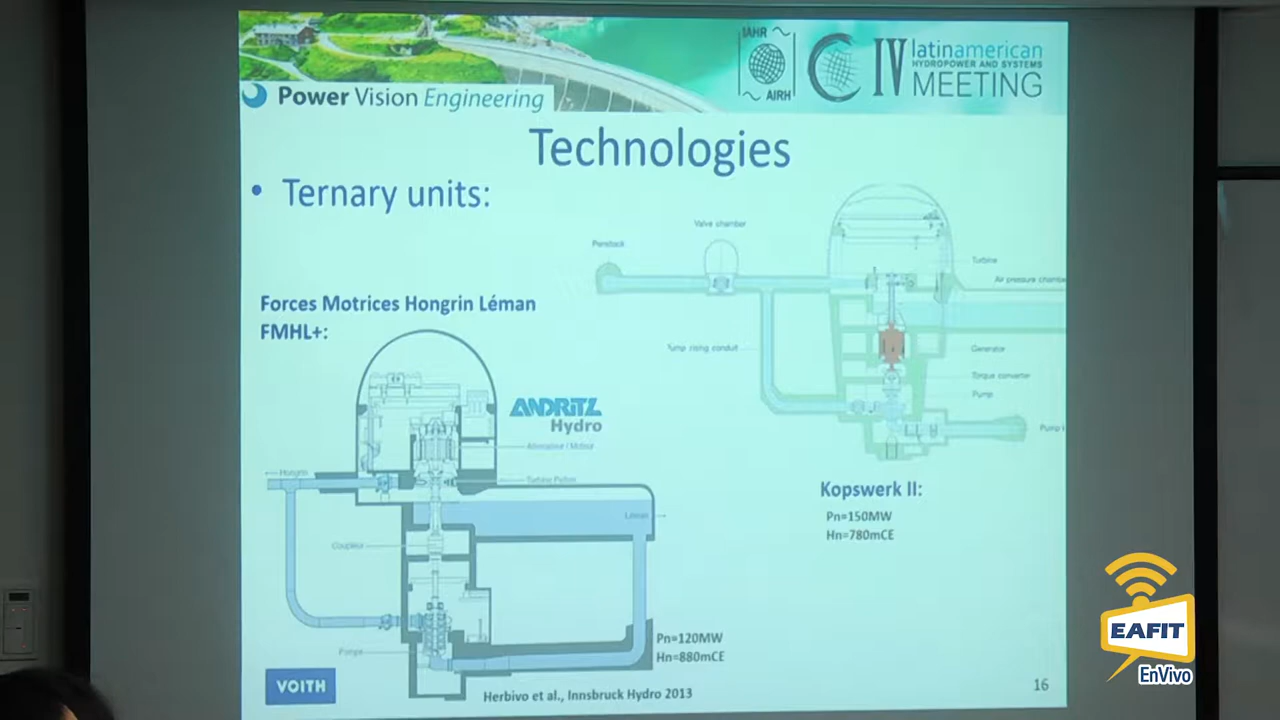 IAHR
AIRH
IV latinamerican
HYDROPOWER AND SYSTEMS
MEETING
Power Vision Engineering
Technologies
• Ternary units:
Valve chamber
Penstock
Turbine
Air pressure chamber
Pump rising conduit
Generator
Torque converter
Pump
Pump
Kopswerk II:
Pn=150MW
Hn=780mCE
Forces Motrices Hongrin Léman
FMHL+:
ANDRITZ
Hydro
Alternateur / Moteur
Turbine Pelton
Hongrin
Léman
Coupleur
Pompe
Pn=120MW
Hn=880mCE
VOITH
Herbivo et al., Innsbruck Hydro 2013
16
EAFIT
EnVivo